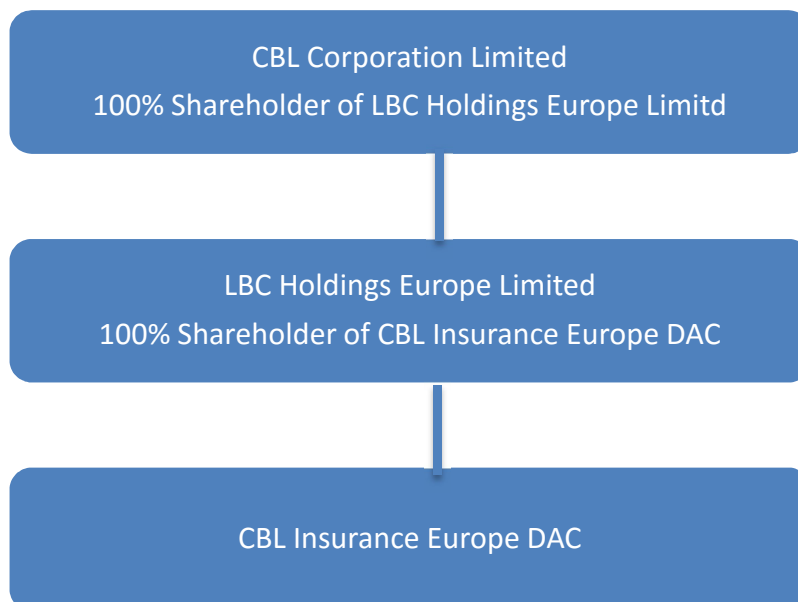 CBL Corporation Limited
100% Shareholder of LBC Holdings Europe Limitd
LBC Holdings Europe Limited
100% Shareholder of CBL Insurance Europe DAC
CBL Insurance Europe DAC